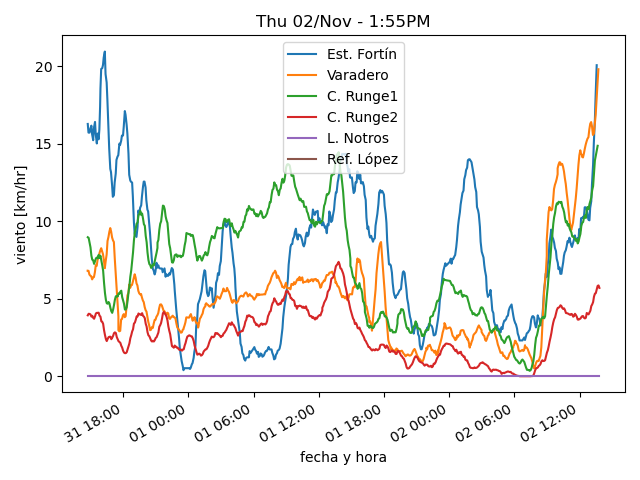 Thu 02/Nov - 1:55PM
Est. Fortín
Varadero
C. Runge1
C. Runge2
L. Notros
Ref. López
viento [km/hr]
20
15
10
5
0
31 18:00
01 00:00
01 06:00
01 12:00
01 18:00
02 00:00
02 06:00
02 12:00
fecha y hora